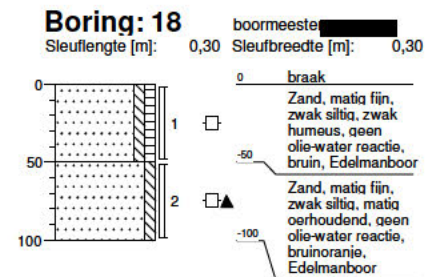 Boring: 18
boormeester
Sleuflengte [m]: 0,30 Sleufbreedte [m]: 0,30
0
50
100
1
2
0 braak
Zand, matig fijn,
zwak siltig, zwak
humeus, geen
olie-water reactie,
-50 bruin, Edelmanboor
Zand, matig fijn,
zwak siltig, matig
oerhoudend, geen
-100 olie-water reactie,
bruinoranje,
Edelmanboor